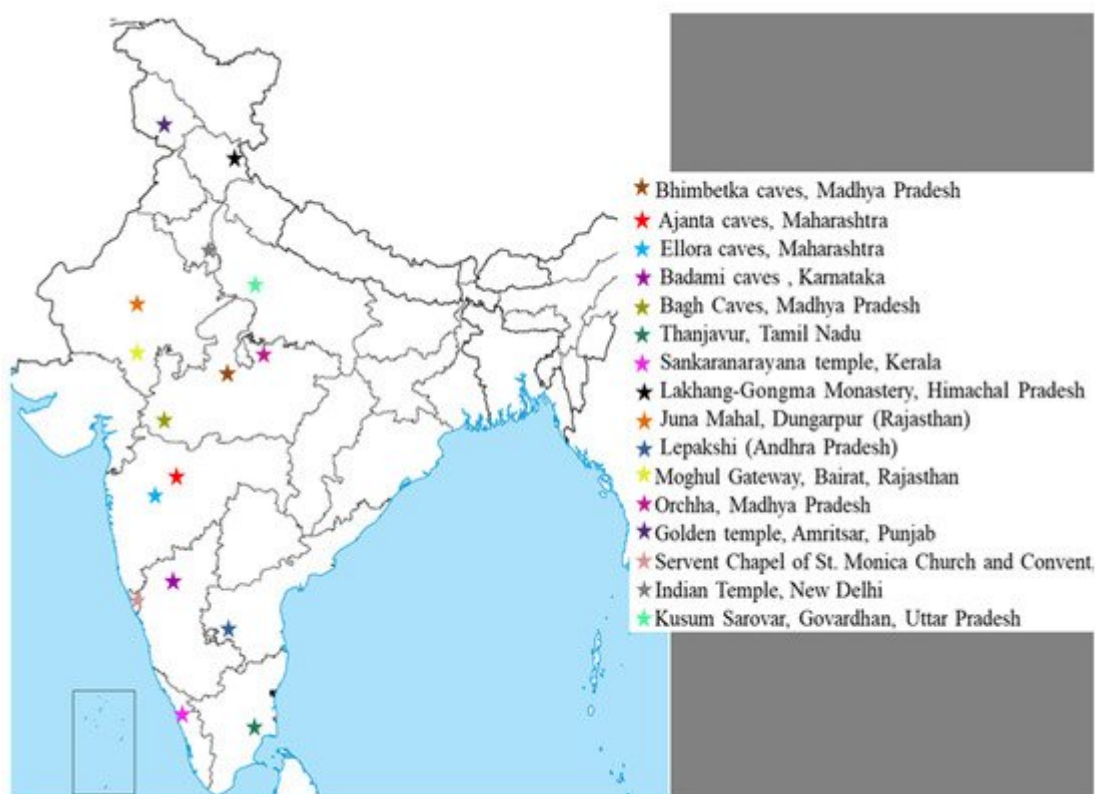 Bhimbetka caves, Madhya Pradesh
Ajanta caves, Maharashtra
Ellora caves, Maharashtra
Badami caves , Karnataka
Bagh Caves, Madhya Pradesh
Thanjavur, Tamil Nadu
Sankaranarayana temple, Kerala
Lakhang-Gongma Monastery, Himachal Pradesh
Juna Mahal, Dungarpur (Rajasthan)
Lepakshi (Andhra Pradesh)
Moghul Gateway, Bairat, Rajasthan
Orchha, Madhya Pradesh
Golden temple, Amritsar, Punjab
Servent Chapel of St. Monica Church and Convent,
Indian Temple, New Delhi
Kusum Sarovar, Govardhan, Uttar Pradesh